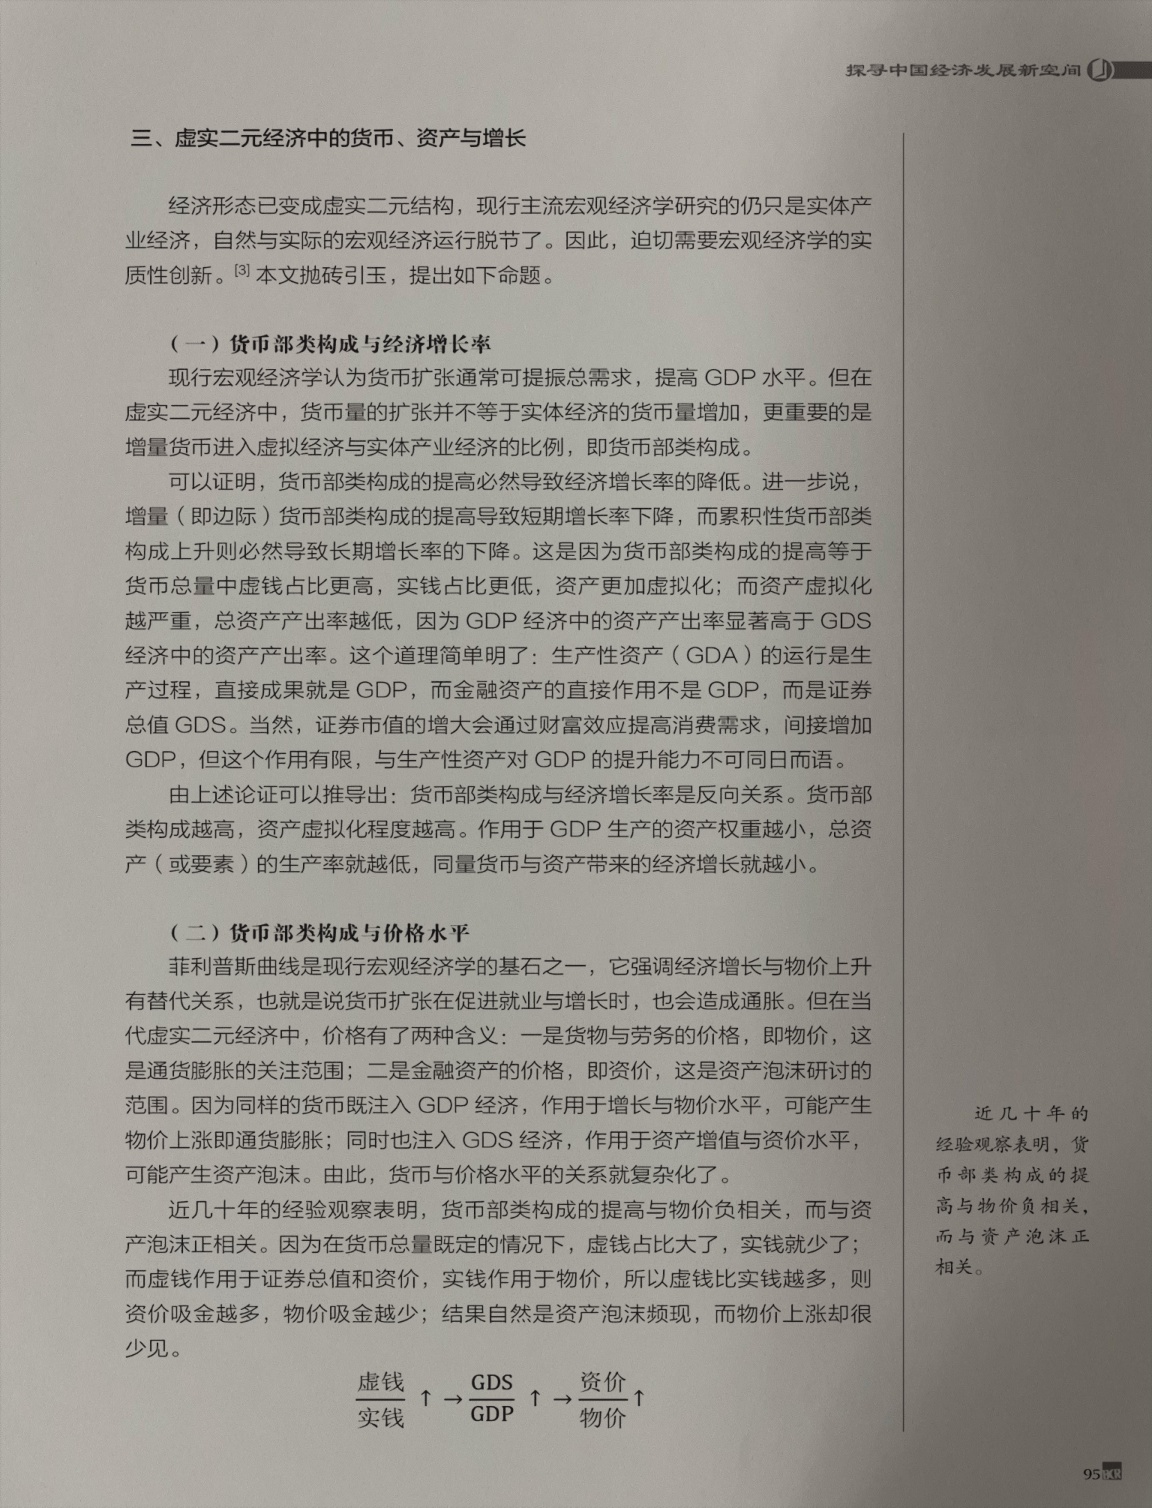 探寻中国经济发展新空间
三、虚实二元经济中的货币、资产与增长
经济形态已变成虚实二元结构，现行主流宏观经济学研究的仍只是实体产
业经济，自然与实际的宏观经济运行脱节了。因此，迫切需要宏观经济学的实
质性创新。[3] 本文抛砖引玉，提出如下命题。
（一）货币部类构成与经济增长率
现行宏观经济学认为货币扩张通常可提振总需求，提高 GDP 水平。但在
虚实二元经济中，货币量的扩张并不等于实体经济的货币量增加，更重要的是
增量货币进入虚拟经济与实体产业经济的比例，即货币部类构成。
可以证明，货币部类构成的提高必然导致经济增长率的降低。进一步说，
增量（即边际）货币部类构成的提高导致短期增长率下降，而累积性货币部类
构成上升则必然导致长期增长率的下降。这是因为货币部类构成的提高等于
货币总量中虚钱占比更高，实钱占比更低，资产更加虚拟化；而资产虚拟化
越严重，总资产产出率越低，因为 GDP 经济中的资产产出率显著高于 GDS
经济中的资产产出率。这个道理简单明了：生产性资产（GDA）的运行是生
产过程，直接成果就是 GDP，而金融资产的直接作用不是 GDP，而是证券
总值 GDS。当然，证券市值的增大会通过财富效应提高消费需求，间接增加
GDP，但这个作用有限，与生产性资产对 GDP 的提升能力不可同日而语。
由上述论证可以推导出：货币部类构成与经济增长率是反向关系。货币部
类构成越高，资产虚拟化程度越高。作用于 GDP 生产的资产权重越小，总资
产（或要素）的生产率就越低，同量货币与资产带来的经济增长就越小。
（二）货币部类构成与价格水平
菲利普斯曲线是现行宏观经济学的基石之一，它强调经济增长与物价上升
有替代关系，也就是说货币扩张在促进就业与增长时，也会造成通胀。但在当
代虚实二元经济中，价格有了两种含义：一是货物与劳务的价格，即物价，这
是通货膨胀的关注范围；二是金融资产的价格，即资价，这是资产泡沫研讨的
范围。因为同样的货币既注入 GDP 经济，作用于增长与物价水平，可能产生
物价上涨即通货膨胀；同时也注入 GDS 经济，作用于资产增值与资价水平，
可能产生资产泡沫。由此，货币与价格水平的关系就复杂化了。
近几十年的经验观察表明，货币部类构成的提高与物价负相关，而与资
产泡沫正相关。因为在货币总量既定的情况下，虚钱占比大了，实钱就少了；
而虚钱作用于证券总值和资价，实钱作用于物价，所以虚钱比实钱越多，则
资价吸金越多，物价吸金越少；结果自然是资产泡沫频现，而物价上涨却很
少见。
虚钱 GDS 资价
↑ → ↑ → ↑
实钱 GDP 物价
近几十年的
经验观察表明，货
币部类构成的提
高与物价负相关，
而与资产泡沫正
相关。
95 BCR